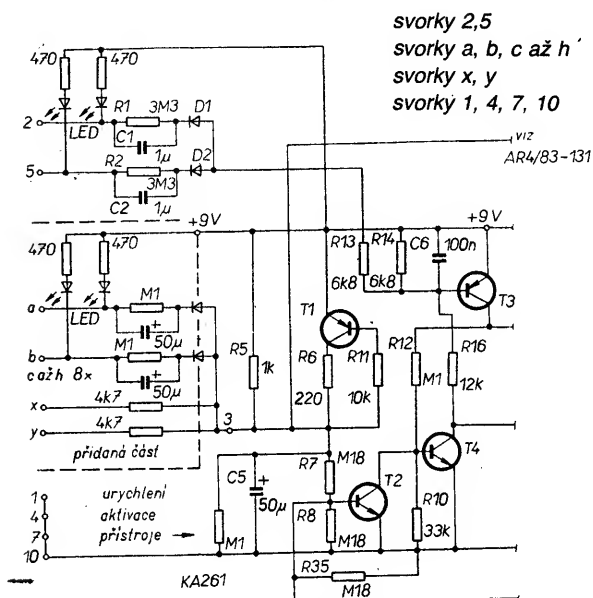 svorky 2,5
svorky a, b, c až h
svorky x, y
svorky 1, 4, 7, 10
470
470
2
LED
R1
3M3
D1
C1
1µ
5
R2
3M3
D2
C2
1µ
VIZ
AR4/83-131
+9V
470
470
a
LED
M1
50µ
b
M1
50µ
c až h 8x
x
4k7
y
4k7
3
přidaná část
R5
1k
R13
6k8
R14
6k8
C6
100n
+9V
T3
T1
R6
220
R11
10k
R12
M1
R16
12k
T4
R7
M18
T2
R8
M18
R10
33k
C5
50µ
M1
R35
M18
1
4
7
10
urychlení
aktivace
přístroje
KA261